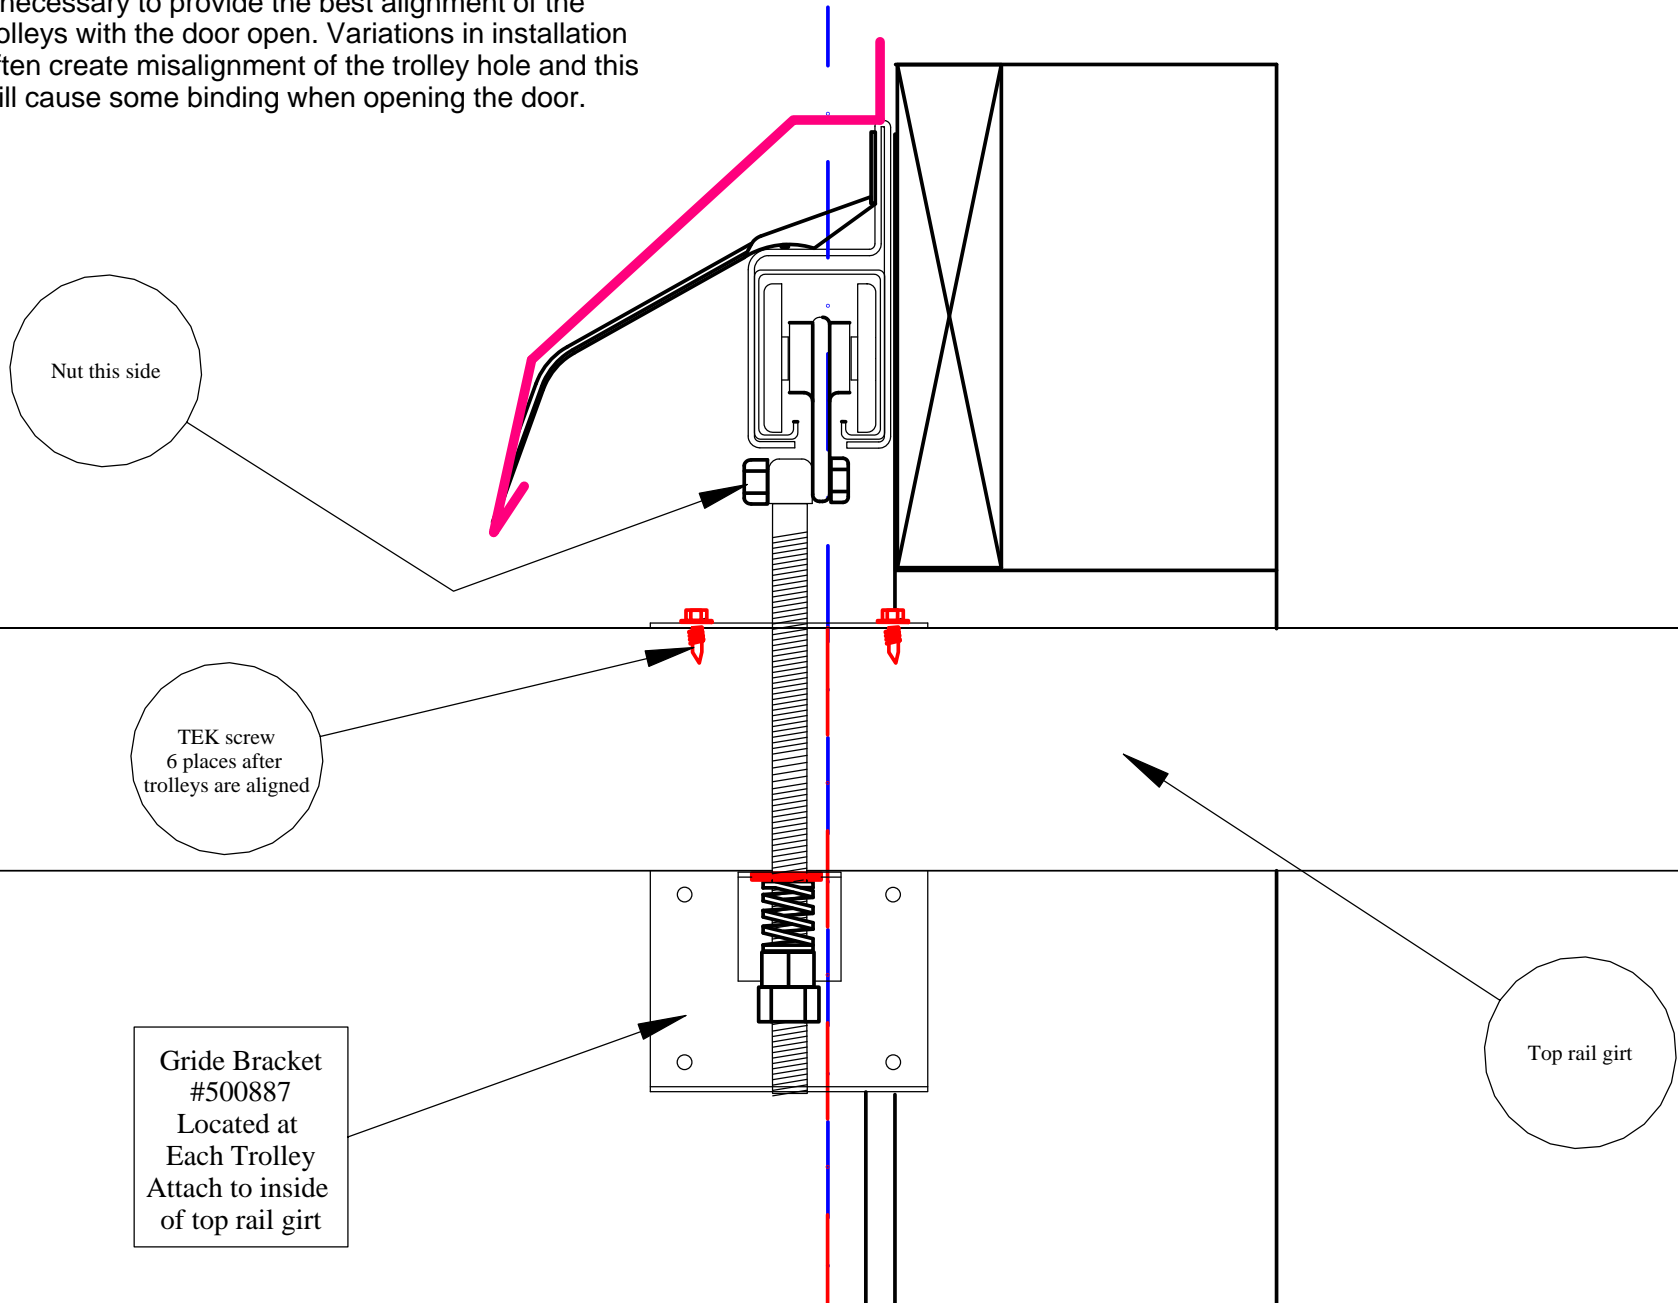 necessary to provide the best alignment of the
olleys with the door open. Variations in installation
ften create misalignment of the trolley hole and this
ill cause some binding when opening the door.
Nut this side
TEK screw
6 places after
trolleys are aligned
Gride Bracket
#500887
Located at
Each Trolley
Attach to inside
of top rail girt
Top rail girt